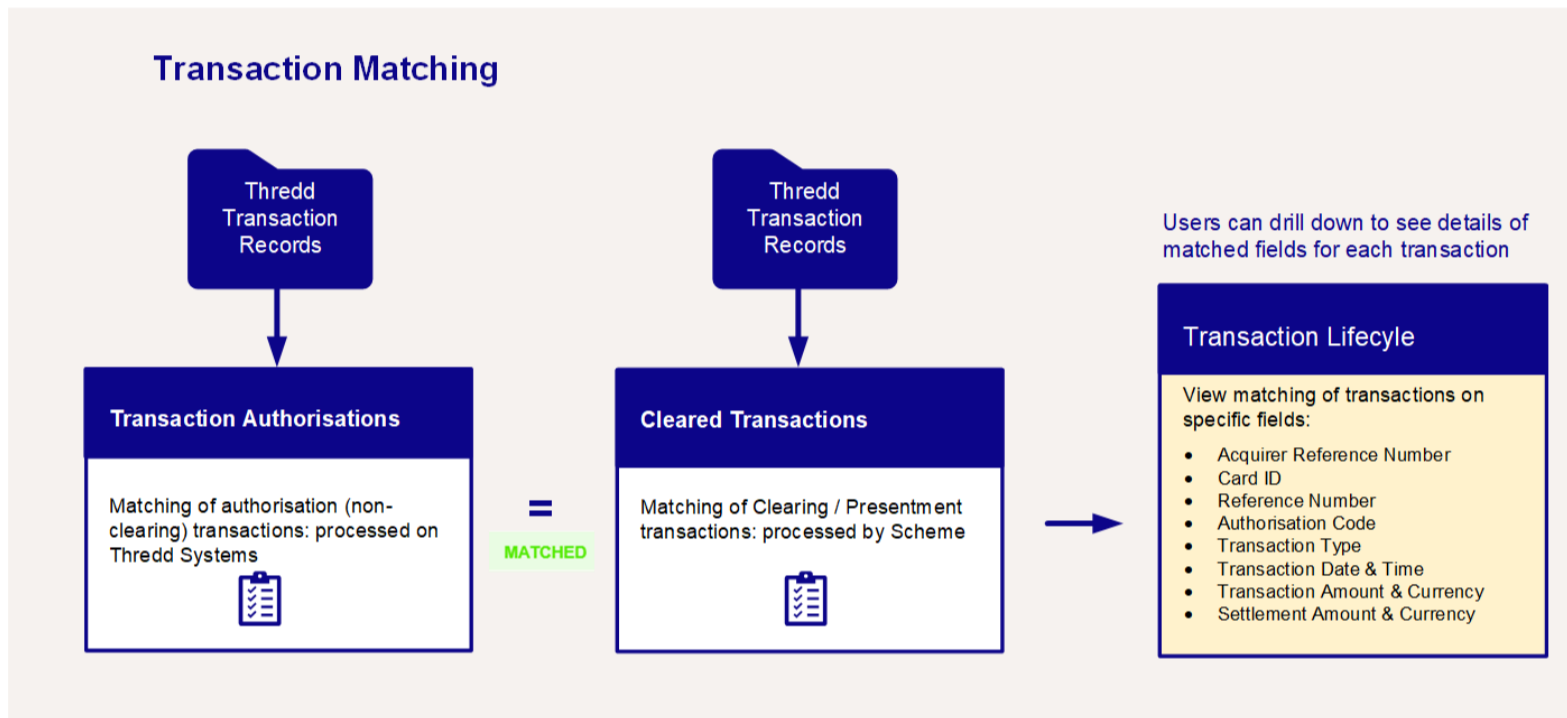 Transaction Matching
Thredd
Transaction
Records
Thredd
Transaction
Records
Users can drill down to see details of
matched fields for each transaction
Transaction Authorisations
Matching of authorisation (non-
clearing) transactions: processed on
Thredd Systems
=
MATCHED
Cleared Transactions
Matching of Clearing / Presentment
transactions: processed by Scheme
Transaction Lifecyle
View matching of transactions on
specific fields:
• Acquirer Reference Number
• Card ID
• Reference Number
• Authorisation Code
• Transaction Type
• Transaction Date & Time
• Transaction Amount & Currency
• Settlement Amount & Currency